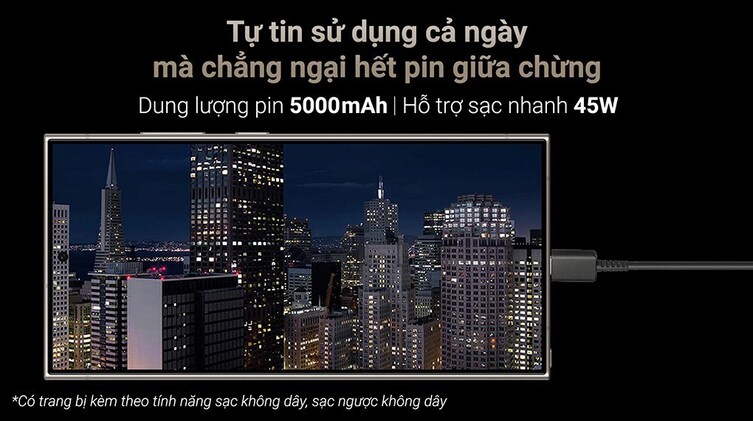 Tự tin sử dụng cả ngày
mà chẳng ngại hết pin giữa chừng
Dung lượng pin 5000mAh | Hỗ trợ sạc nhanh 45W
*Có trang bị kèm theo tính năng sạc không dây, sạc ngược không dây